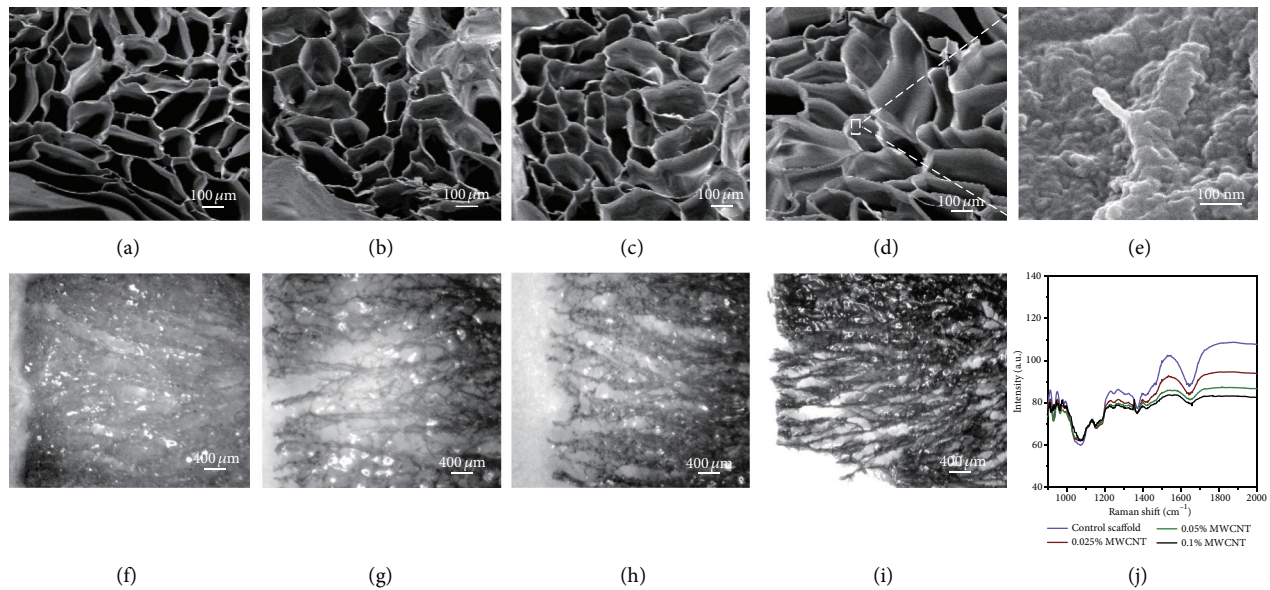 100 μm
100 μm
100 μm
100 μm
100 nm
(a)
(b)
(c)
(d)
(e)
400 μm
400 μm
400 μm
400 μm
140
120
100
80
60
40
Intensity (a.u.)
1000
1200
1400
1600
1800
2000
Raman shift (cm⁻¹)
Control scaffold
0.05% MWCNT
0.025% MWCNT
0.1% MWCNT
(f)
(g)
(h)
(i)
(j)